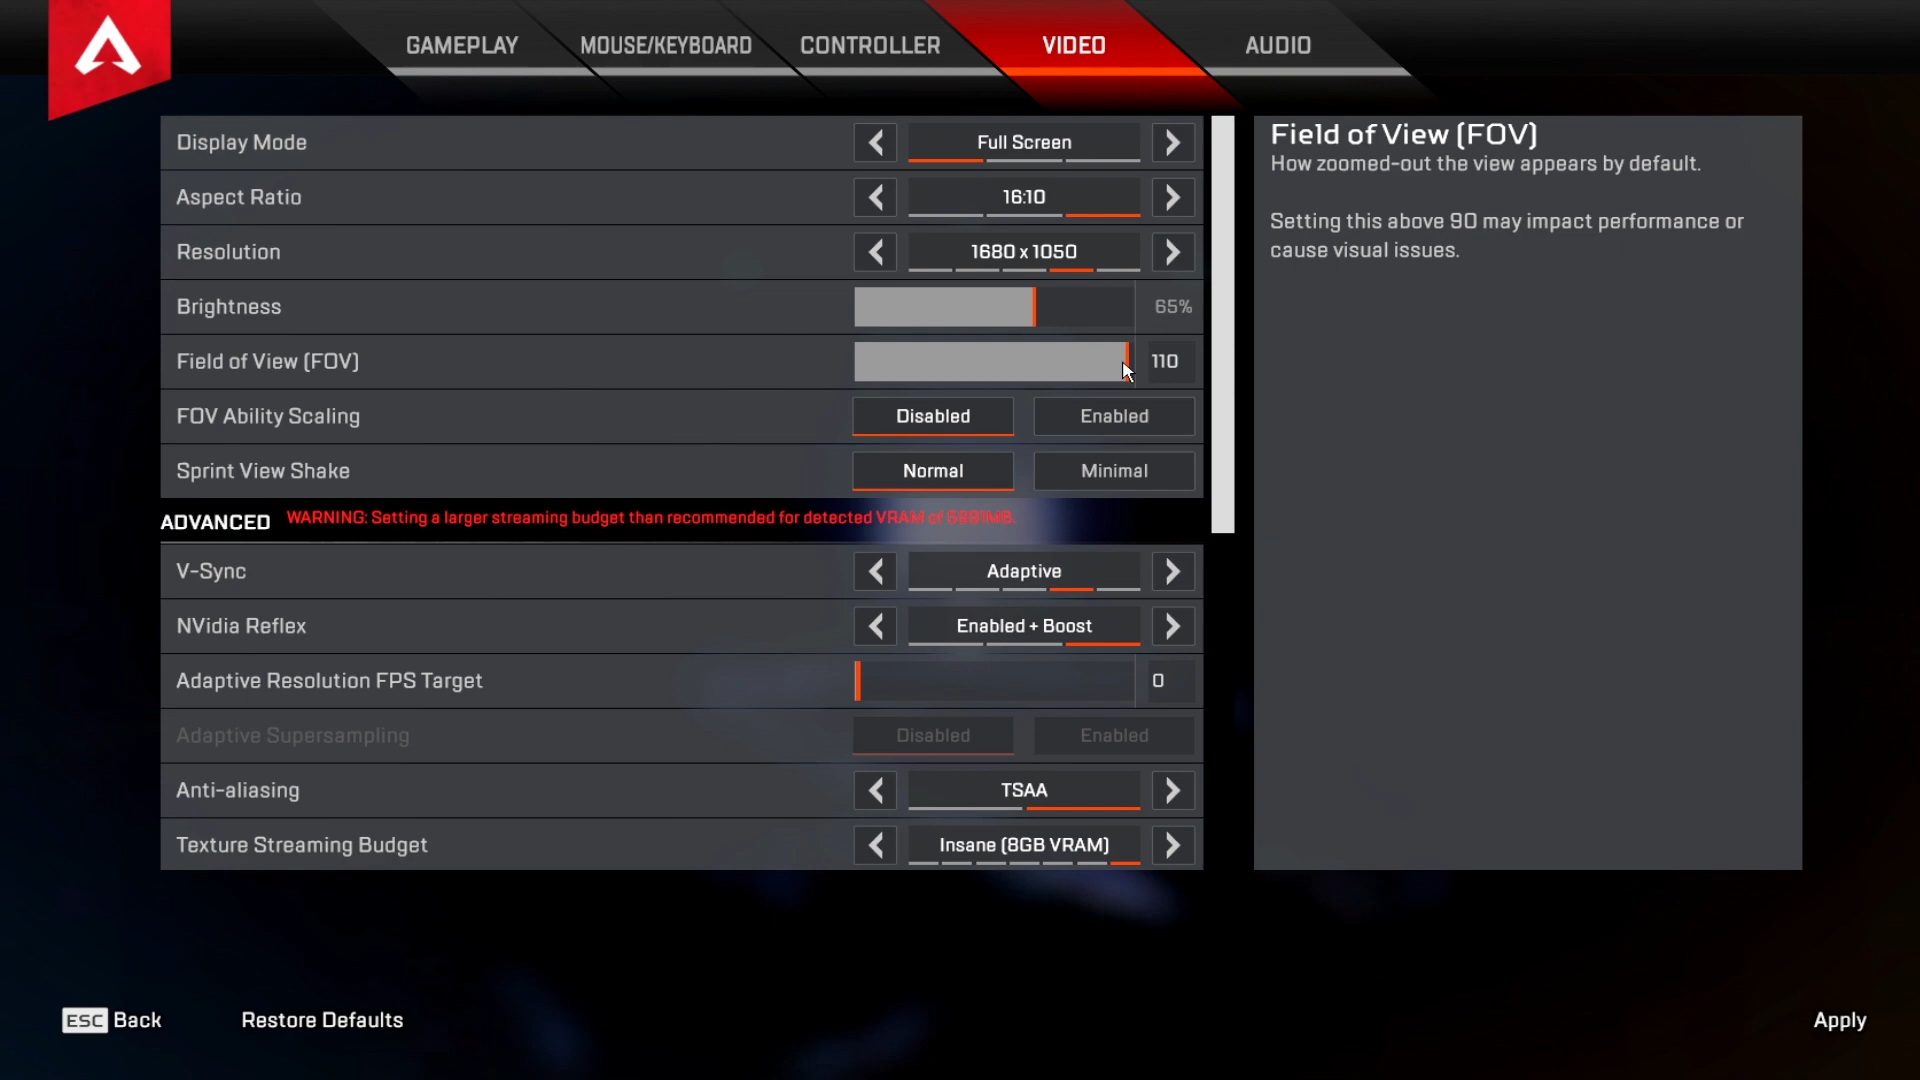 GAMEPLAY
MOUSE/KEYBOARD
CONTROLLER
VIDEO
AUDIO
Display Mode
Full Screen
Aspect Ratio
16:10
Resolution
1680 x 1050
Brightness
65%
Field of View (FOV)
110
FOV Ability Scaling
Disabled
Enabled
Sprint View Shake
Normal
Minimal
ADVANCED
WARNING: Setting a larger streaming budget than recommended for detected VRAM of
V-Sync
Adaptive
NVidia Reflex
Enabled + Boost
Adaptive Resolution FPS Target
0
Adaptive Supersampling
Disabled
Enabled
Anti-aliasing
TSAA
Texture Streaming Budget
Insane (8GB VRAM)
Field of View (FOV)
How zoomed-out the view appears by default.
Setting this above 90 may impact performance or
cause visual issues.
ESC Back
Restore Defaults
Apply